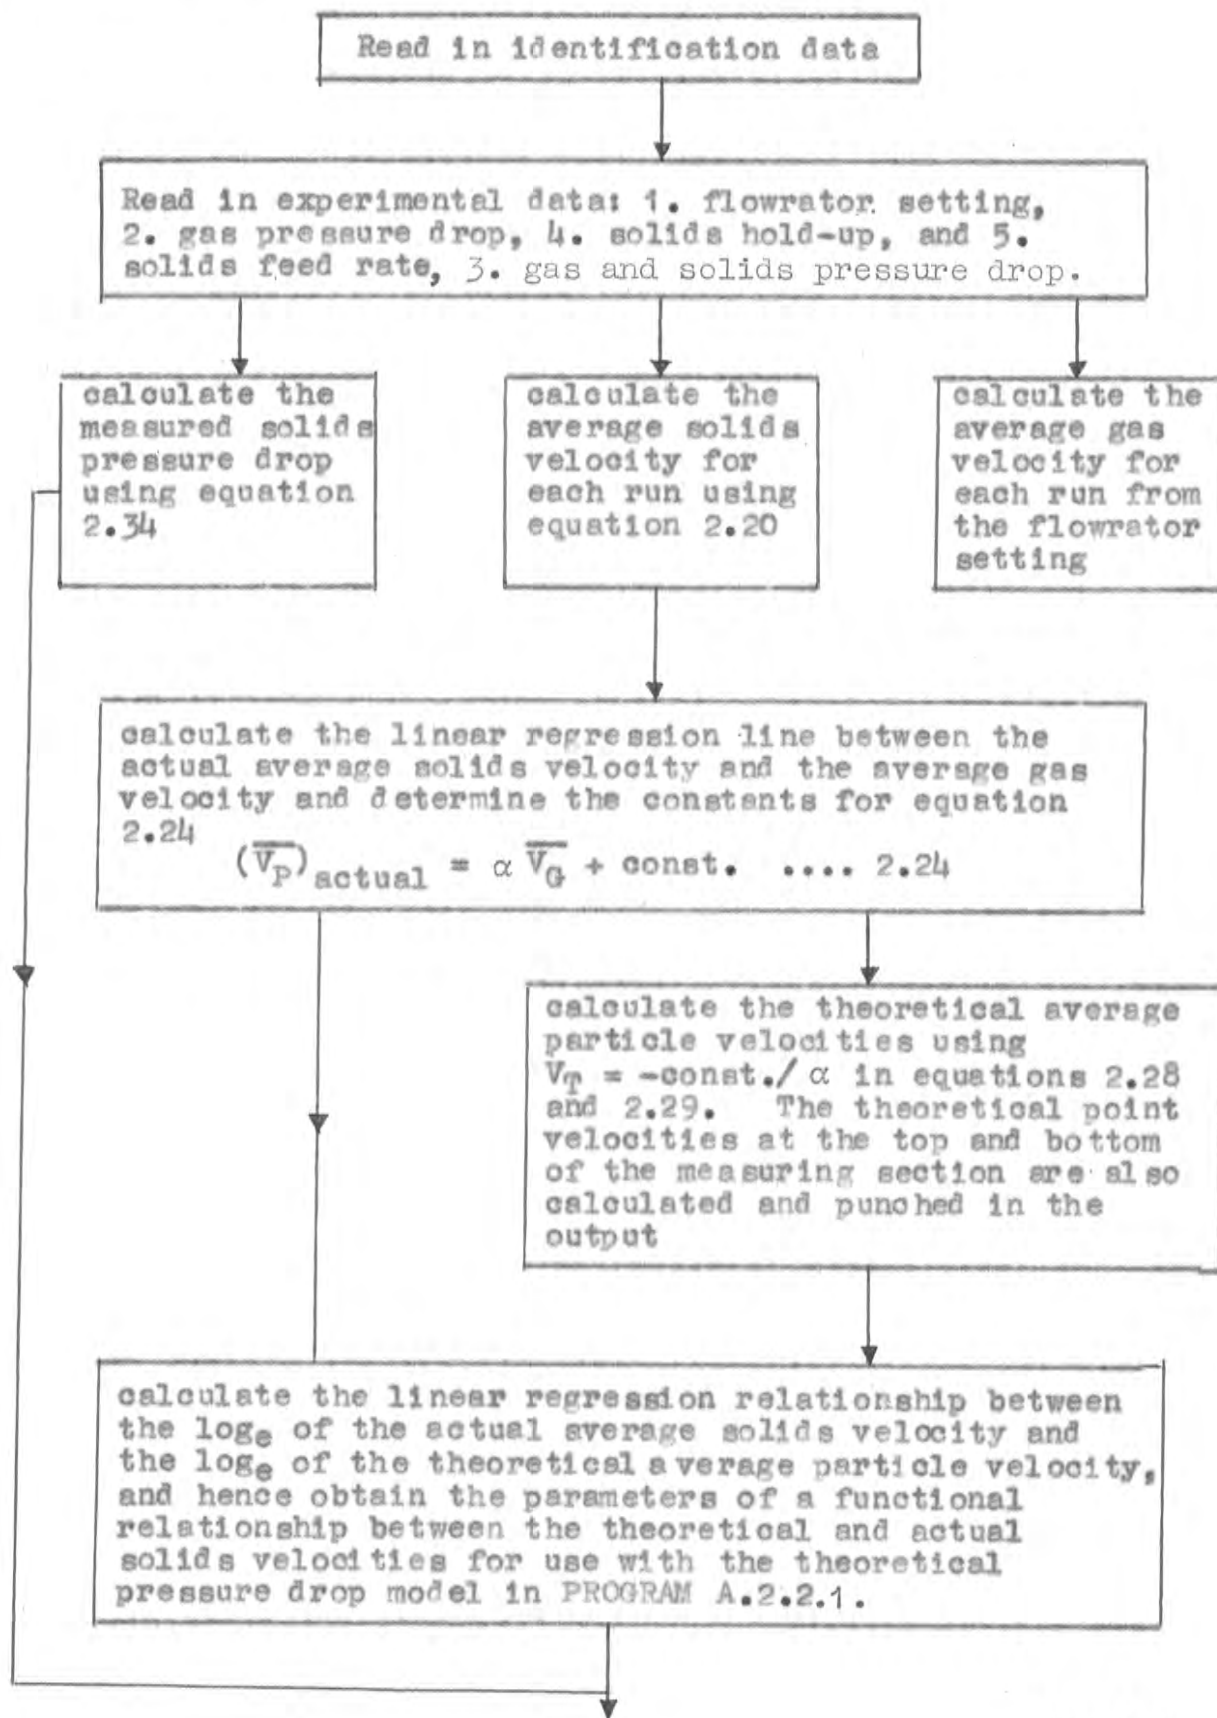 Read in identification data
Read in experimental data: 1. flowrator setting,
2. gas pressure drop, 4. solids hold-up, and 5.
solids feed rate, 3. gas and solids pressure drop.
calculate the
measured solids
pressure drop
using equation
2.34
calculate the
average solids
velocity for
each run using
equation 2.20
calculate the
average gas
velocity for
each run from
the flowrator
setting
calculate the linear regression line between the
actual average solids velocity and the average gas
velocity and determine the constants for equation
2.24
(V̅_P)actual = α V̅_G + const. .... 2.24
calculate the theoretical average
particle velocities using
V_T = -const./ α in equations 2.28
and 2.29. The theoretical point
velocities at the top and bottom
of the measuring section are also
calculated and punched in the
output
calculate the linear regression relationship between
the logₑ of the actual average solids velocity and
the logₑ of the theoretical average particle velocity,
and hence obtain the parameters of a functional
relationship between the theoretical and actual
solids velocities for use with the theoretical
pressure drop model in PROGRAM A.2.2.1.